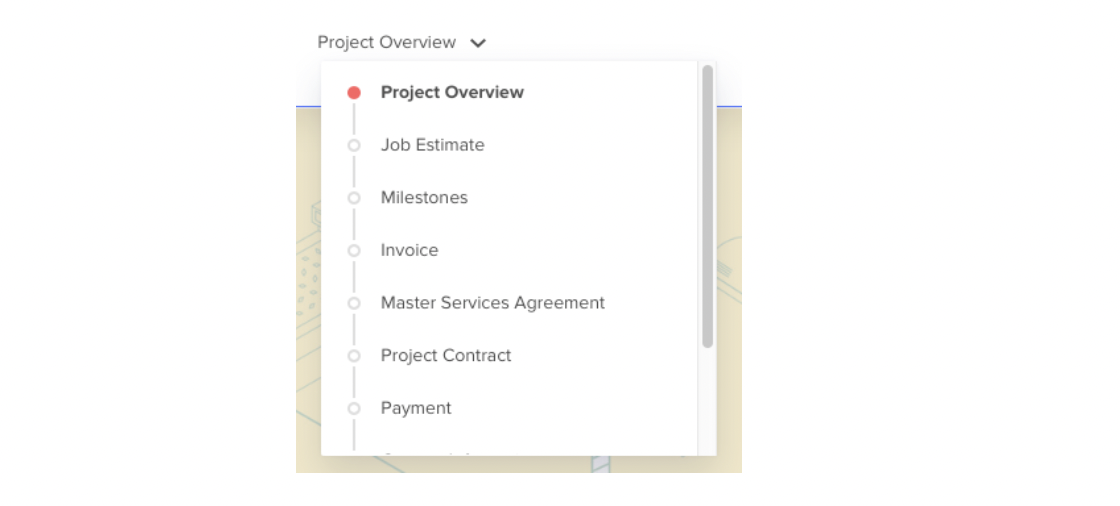 Project Overview
Project Overview
Job Estimate
Milestones
Invoice
Master Services Agreement
Project Contract
Payment